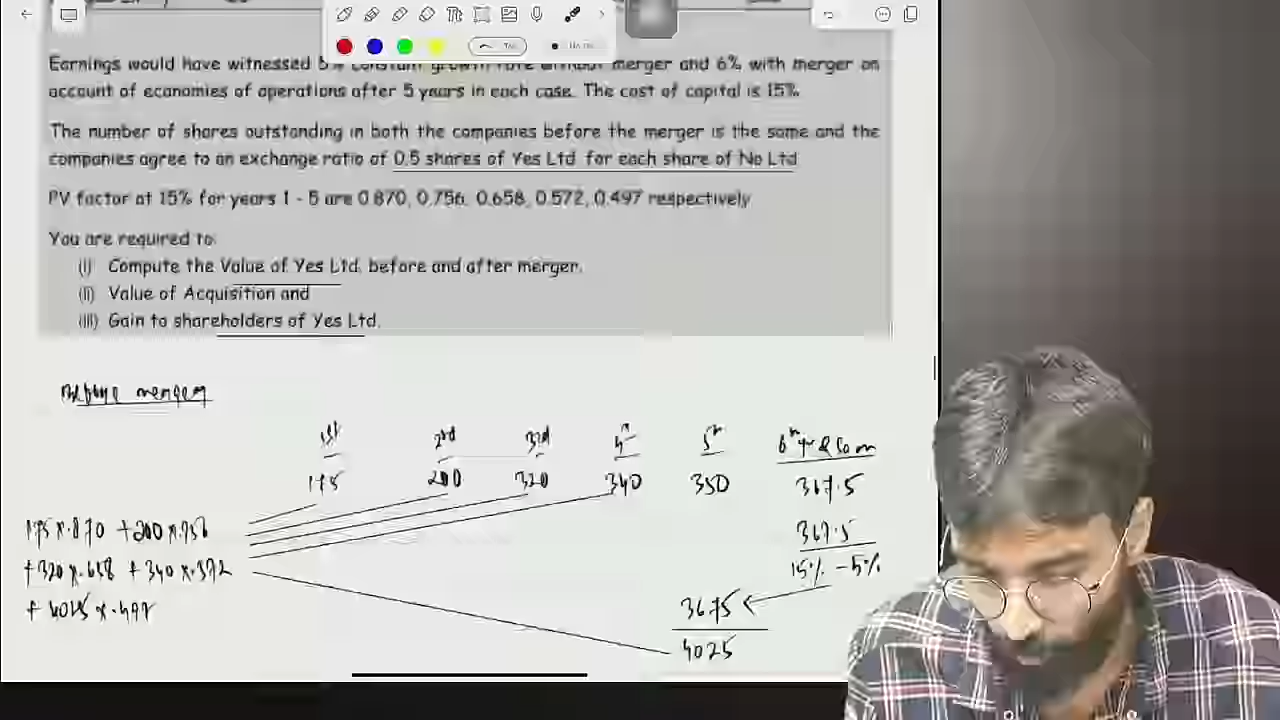 Earnings would have witnessed 5% constant growth rate without merger and 6% with merger on
account of economies of operations after 5 years in each case. The cost of capital is 15%.
The number of shares outstanding in both the companies before the merger is the same and the
companies agree to an exchange ratio of 0.5 shares of Yes Ltd. for each share of No Ltd.
PV factor at 15% for years 1 - 5 are 0.870, 0.756, 0.658, 0.572, 0.497 respectively
You are required to:
(i) Compute the Value of Yes Ltd. before and after merger.
(ii) Value of Acquisition and
(iii) Gain to shareholders of Yes Ltd.
Before merger
1st 2nd 3rd 4th 5th 6th yr & so on
175 200 320 340 350 367.5
175 x .870 + 200 x .756
367.5
15% - 5%
+ 320 x .658 + 340 x .572
+ 4025 x .497
3675
4025